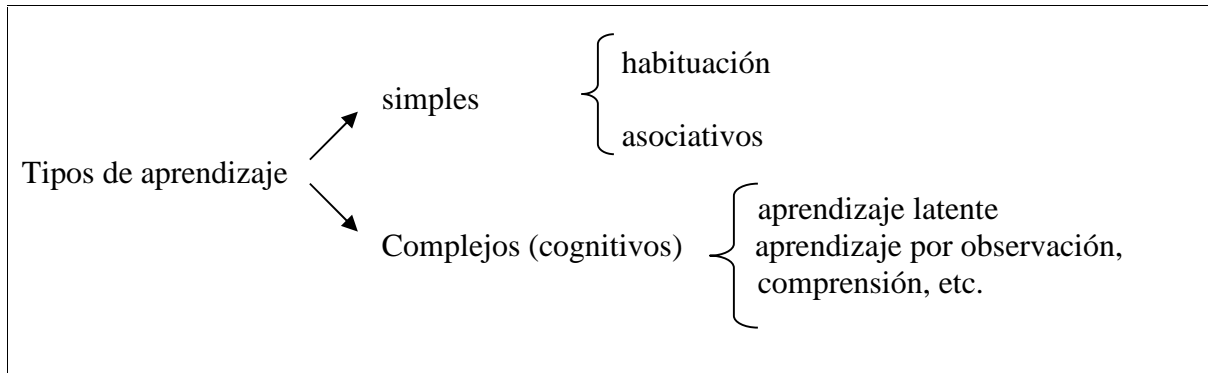 habituación
simples
asociativos
Tipos de aprendizaje
aprendizaje latente
Complejos (cognitivos)
aprendizaje por observación,
comprensión, etc.